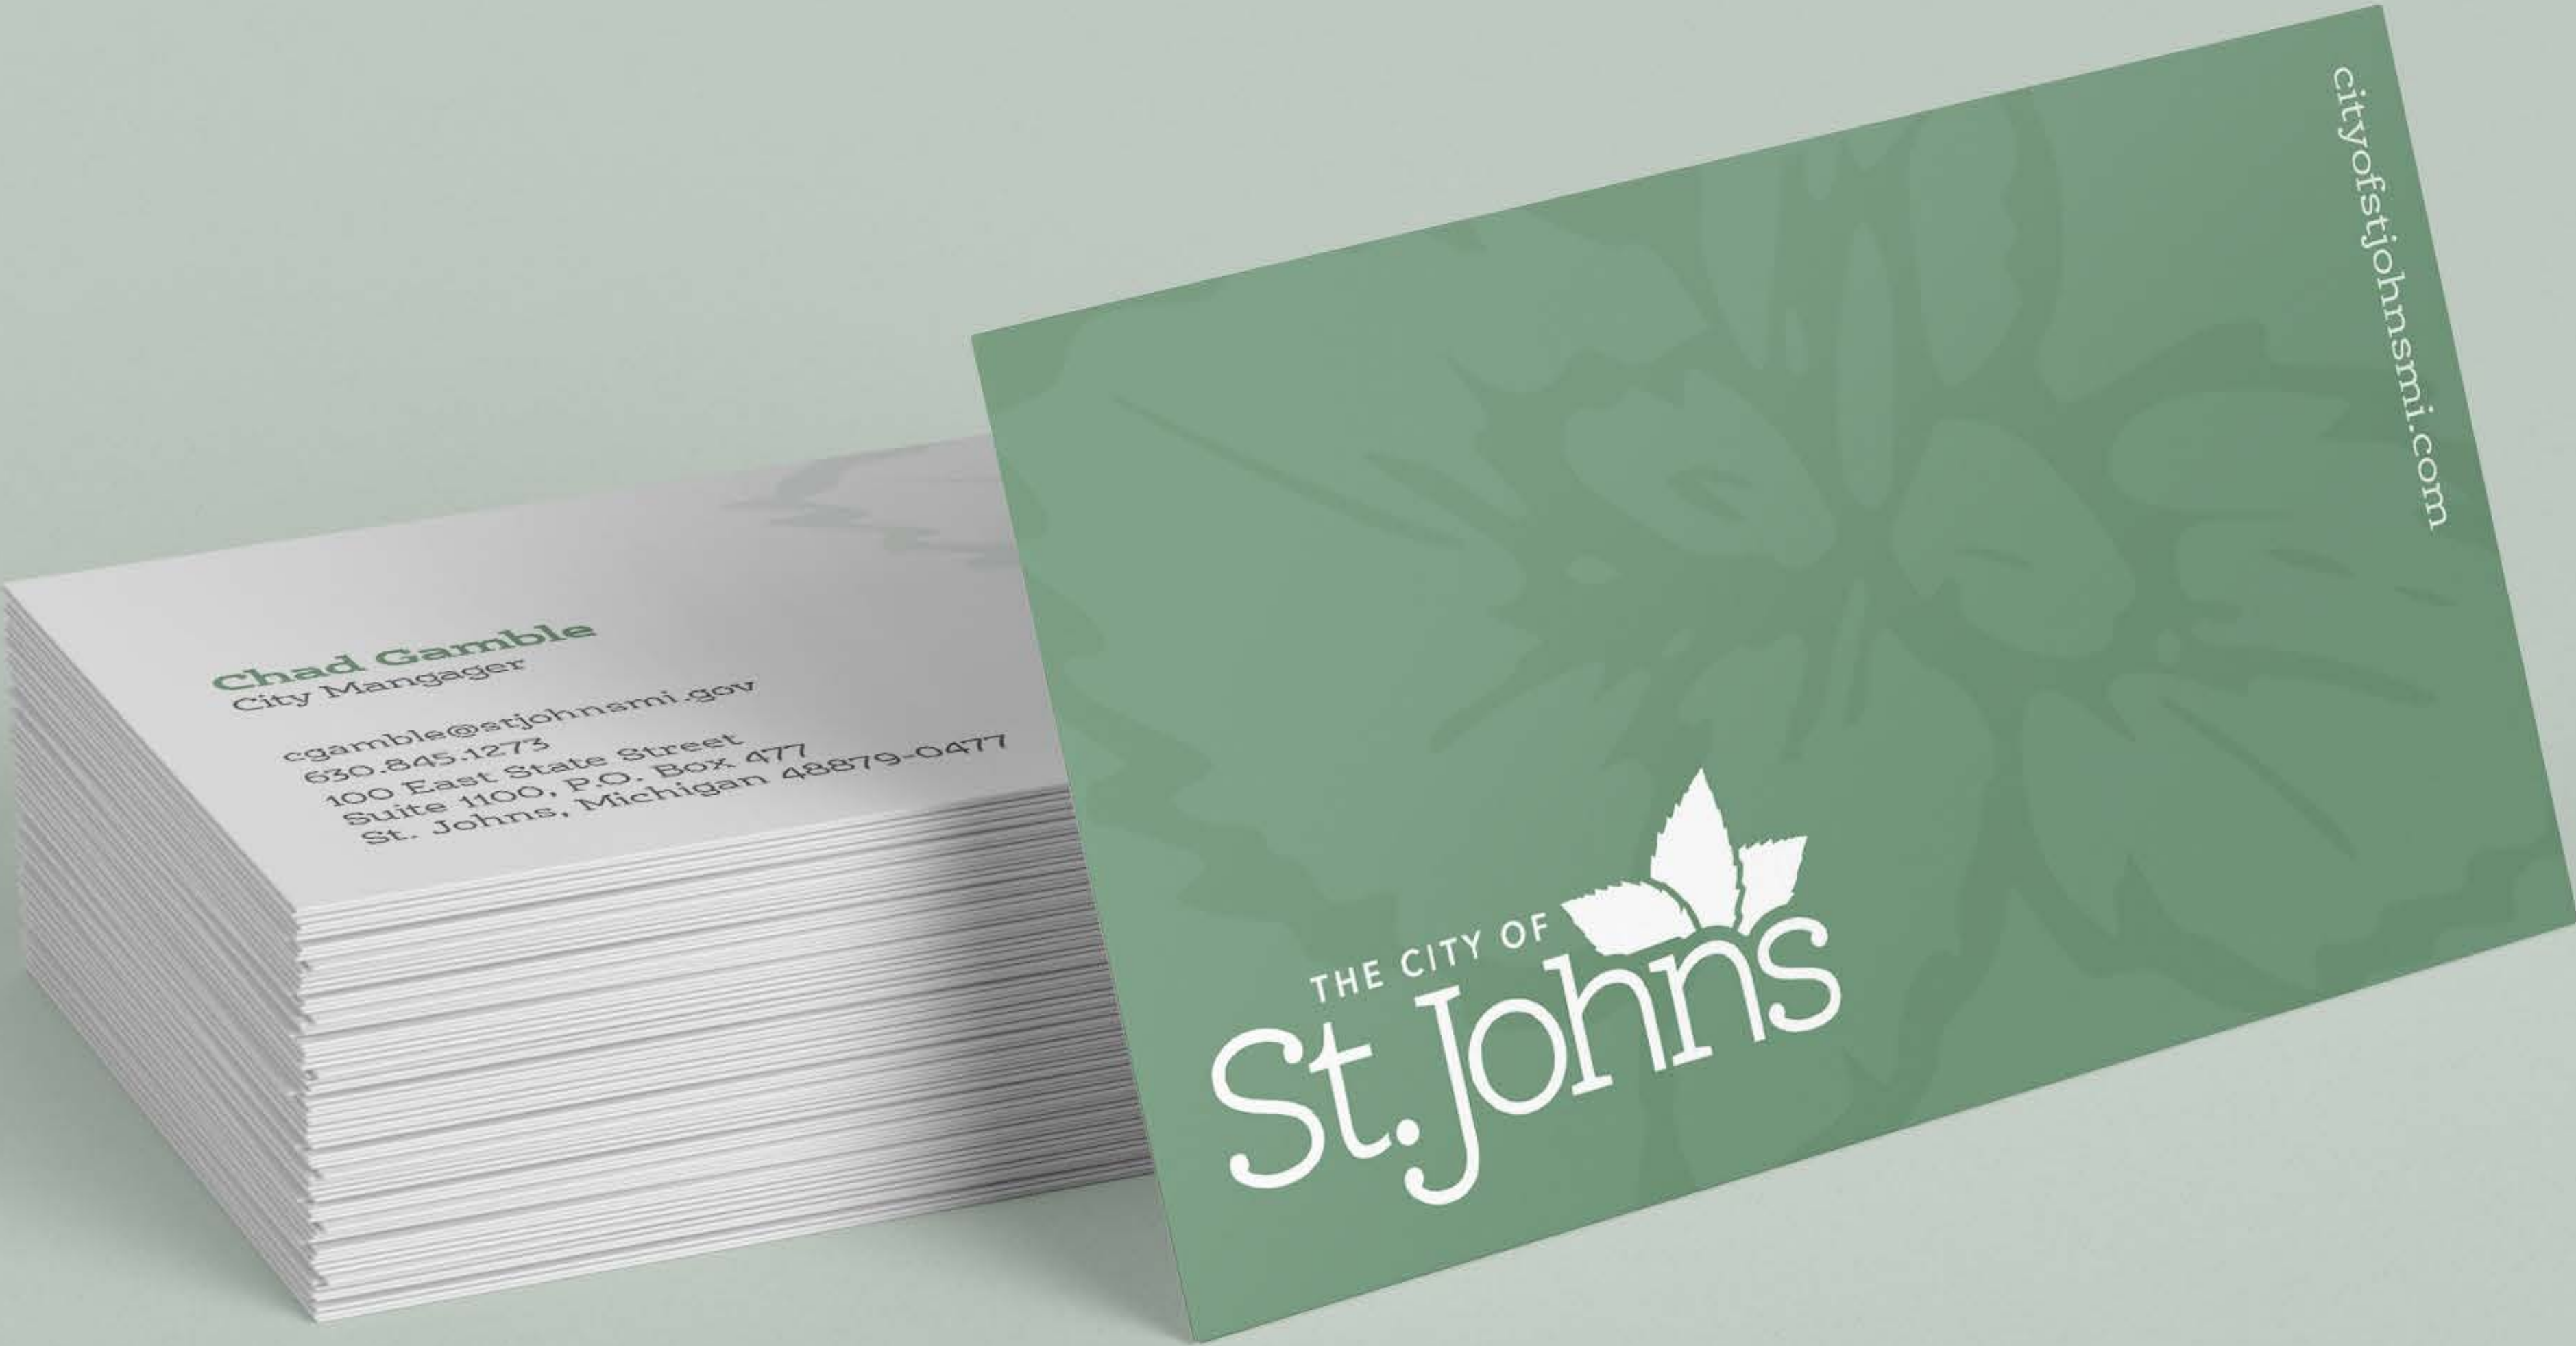 Chad Gamble
City Mangager
cgamble@stjohnsmi.gov
630.845.1273
100 East State Street
Suite 1100, P.O. Box 477
St. Johns, Michigan 48879-0477
cityofstjohnsmi.com
THE CITY OF
St. Johns